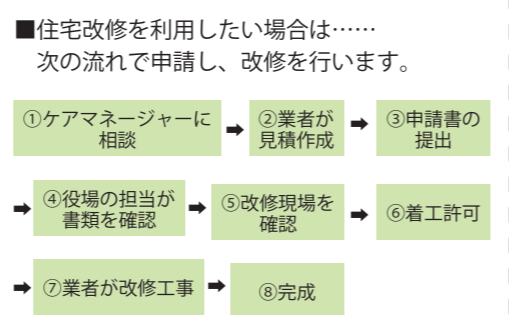 ■住宅改修を利用したい場合は……
次の流れで申請し、改修を行います。
①ケアマネージャーに
相談
➡
②業者が
見積作成
➡
③申請書の
提出
➡
④役場の担当が
書類を確認
➡
⑤改修現場を
確認
➡
⑥着工許可
➡
⑦業者が改修工事
➡
⑧完成